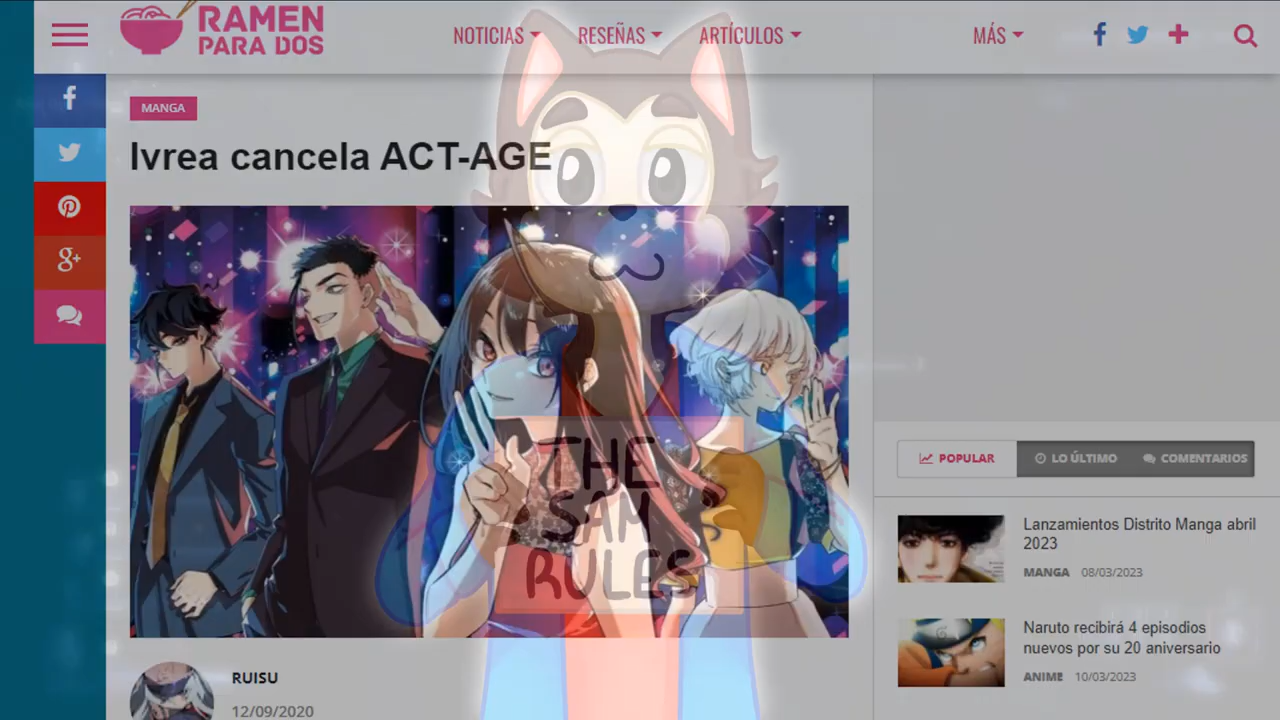 RAMEN
PARA DOS
NOTICIAS
RESEÑAS
ARTÍCULOS
MÁS
MANGA
Ivrea cancela ACT-AGE
THE
SAM
RULES
POPULAR
LO ÚLTIMO
COMENTARIOS
Lanzamientos Distrito Manga abril
2023
MANGA 08/03/2023
Naruto recibirá 4 episodios
nuevos por su 20 aniversario
ANIME 10/03/2023
RUISU
12/09/2020